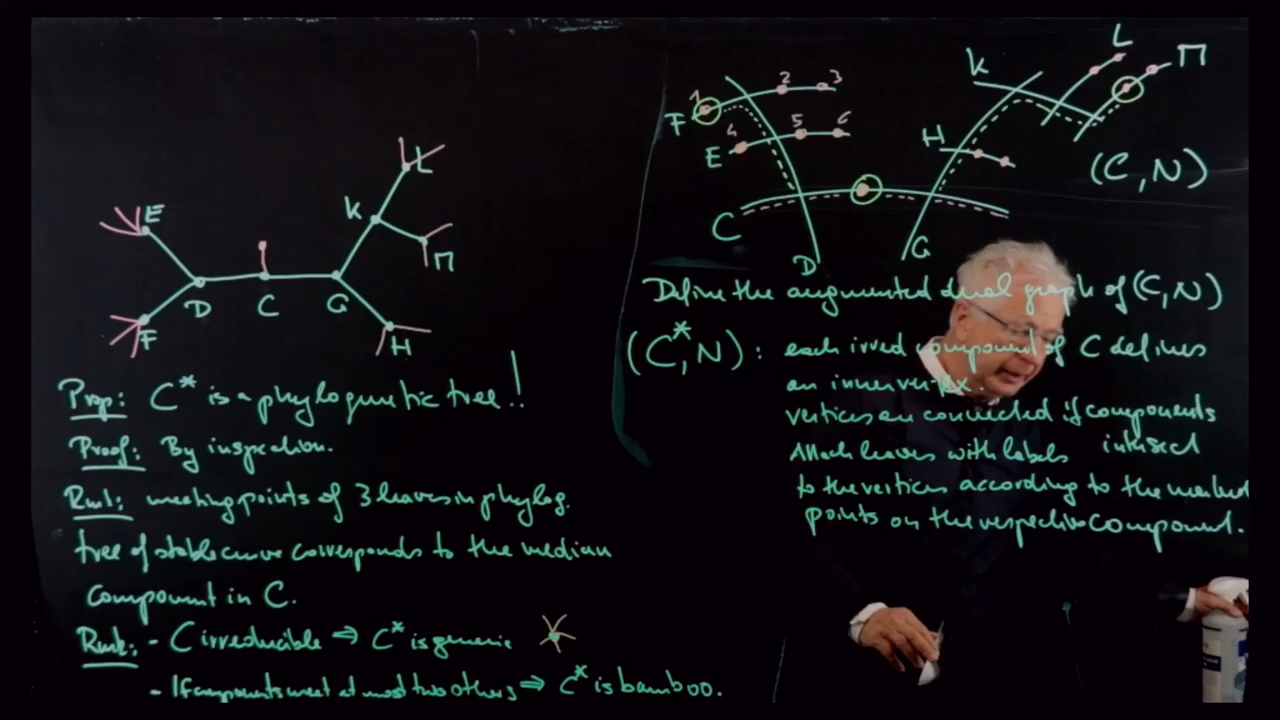 E
F
D
C
G
K
L
M
H
Prop: C* is a phylogenetic tree!
Proof: By inspection.
Rmk: meeting points of 3 leaves in phylog.
tree of stable curve corresponds to the median
component in C.
Rmk: - C irreducible ⇒ C* is generic
- If components meet at most two others ⇒ C* is bamboo.
F
1
2
3
E
4
5
6
C
D
G
H
K
L
M
(C, N)
Define the augmented dual graph of (C, N)
(C*, N): each irred component of C defines
an inner vertex.
vertices are connected if components
intersect
Attach leaves with labels
to the vertices according to the marked
points on the respective component.